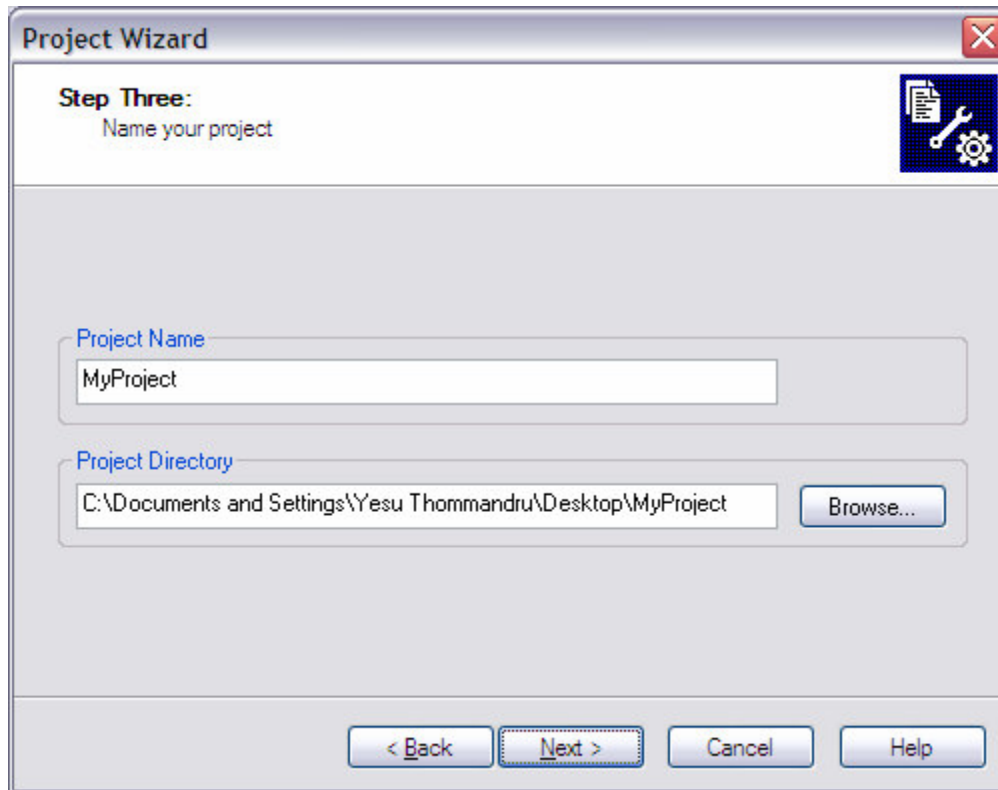 Project Wizard
Step Three:
Name your project
Project Name
MyProject
Project Directory
C:\Documents and Settings\Yesu Thommandru\Desktop\MyProject
Browse...
< Back
Next >
Cancel
Help